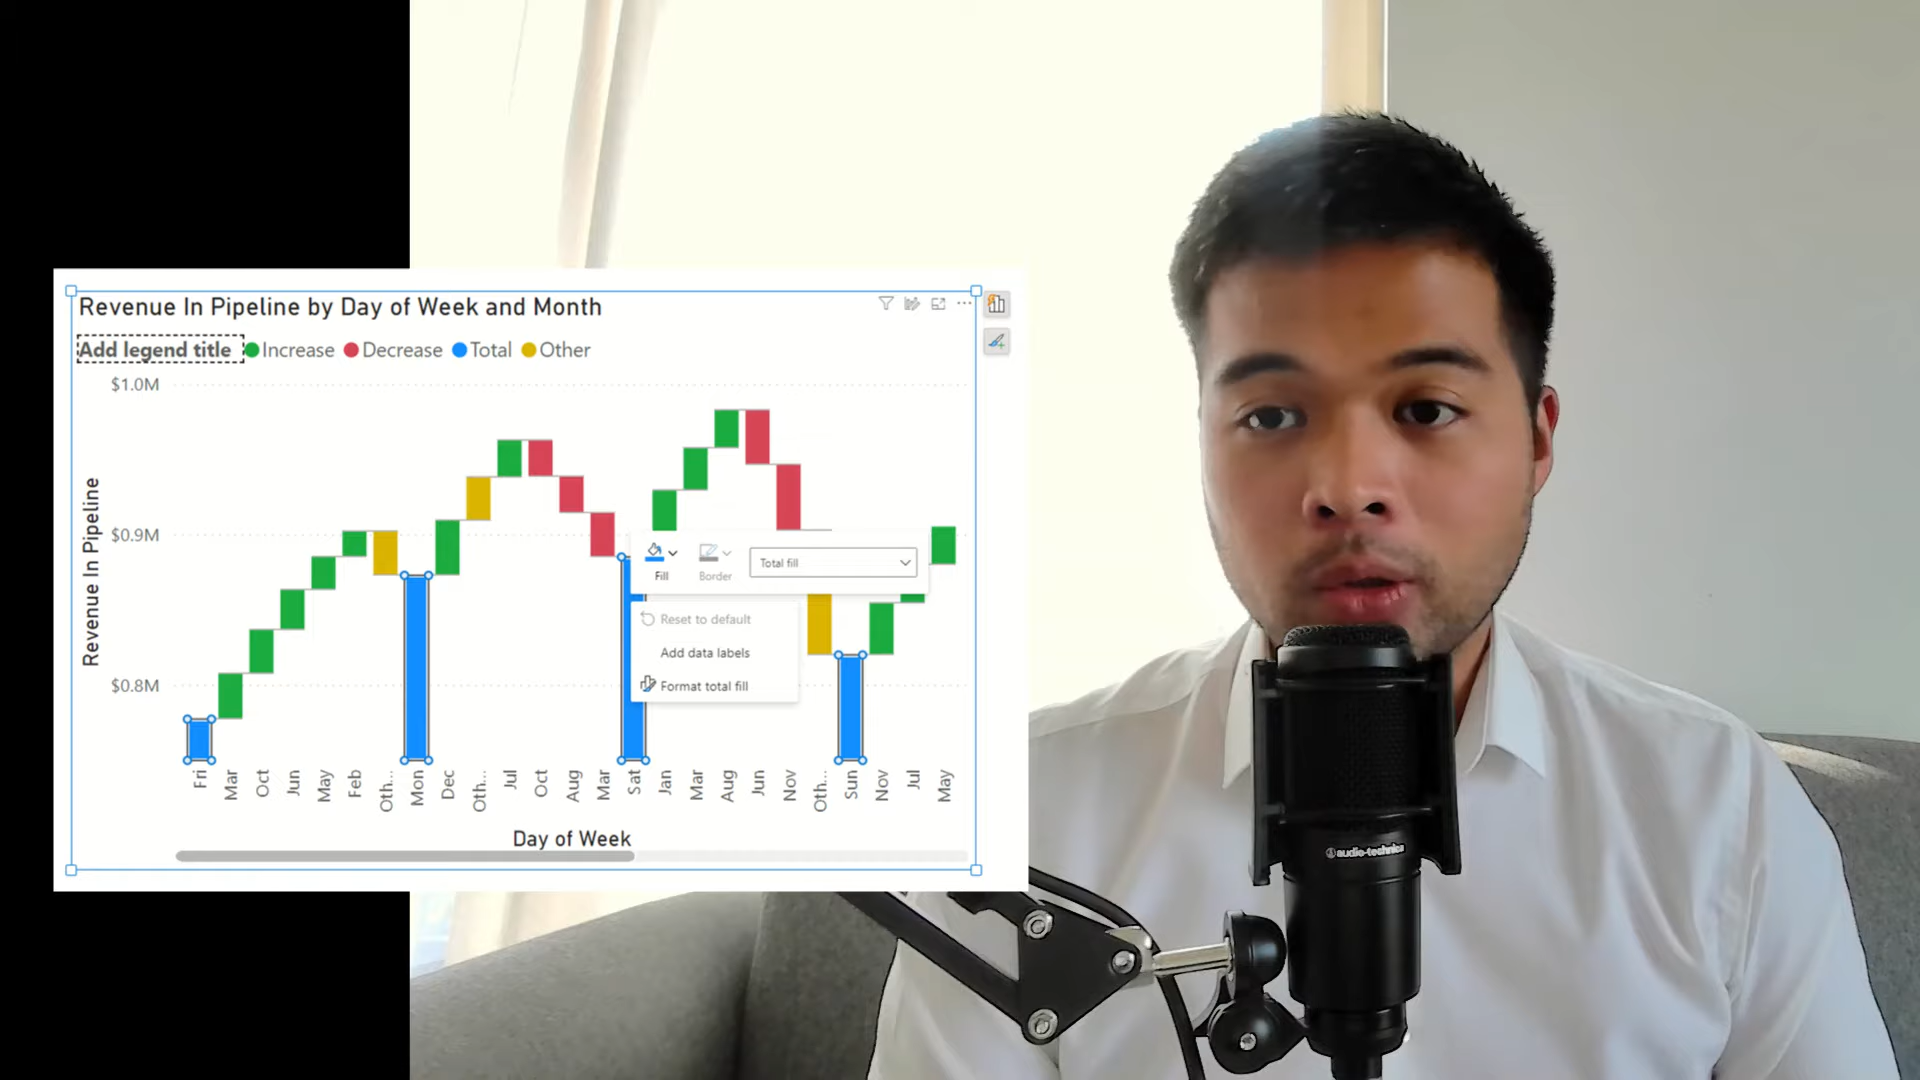 Revenue In Pipeline by Day of Week and Month
Add legend title Increase Decrease Total Other
$1.0M
$0.9M
$0.8M
Revenue In Pipeline
Fill
Border
Total fill
Reset to default
Add data labels
Format total fill
Fri Mar Oct Jun May Feb Oth... Mon Dec Oth... Jul Oct Aug Mar Sat Jan Mar Aug Jun Nov Oth... Sun Nov Jul May
Day of Week
audio-technica